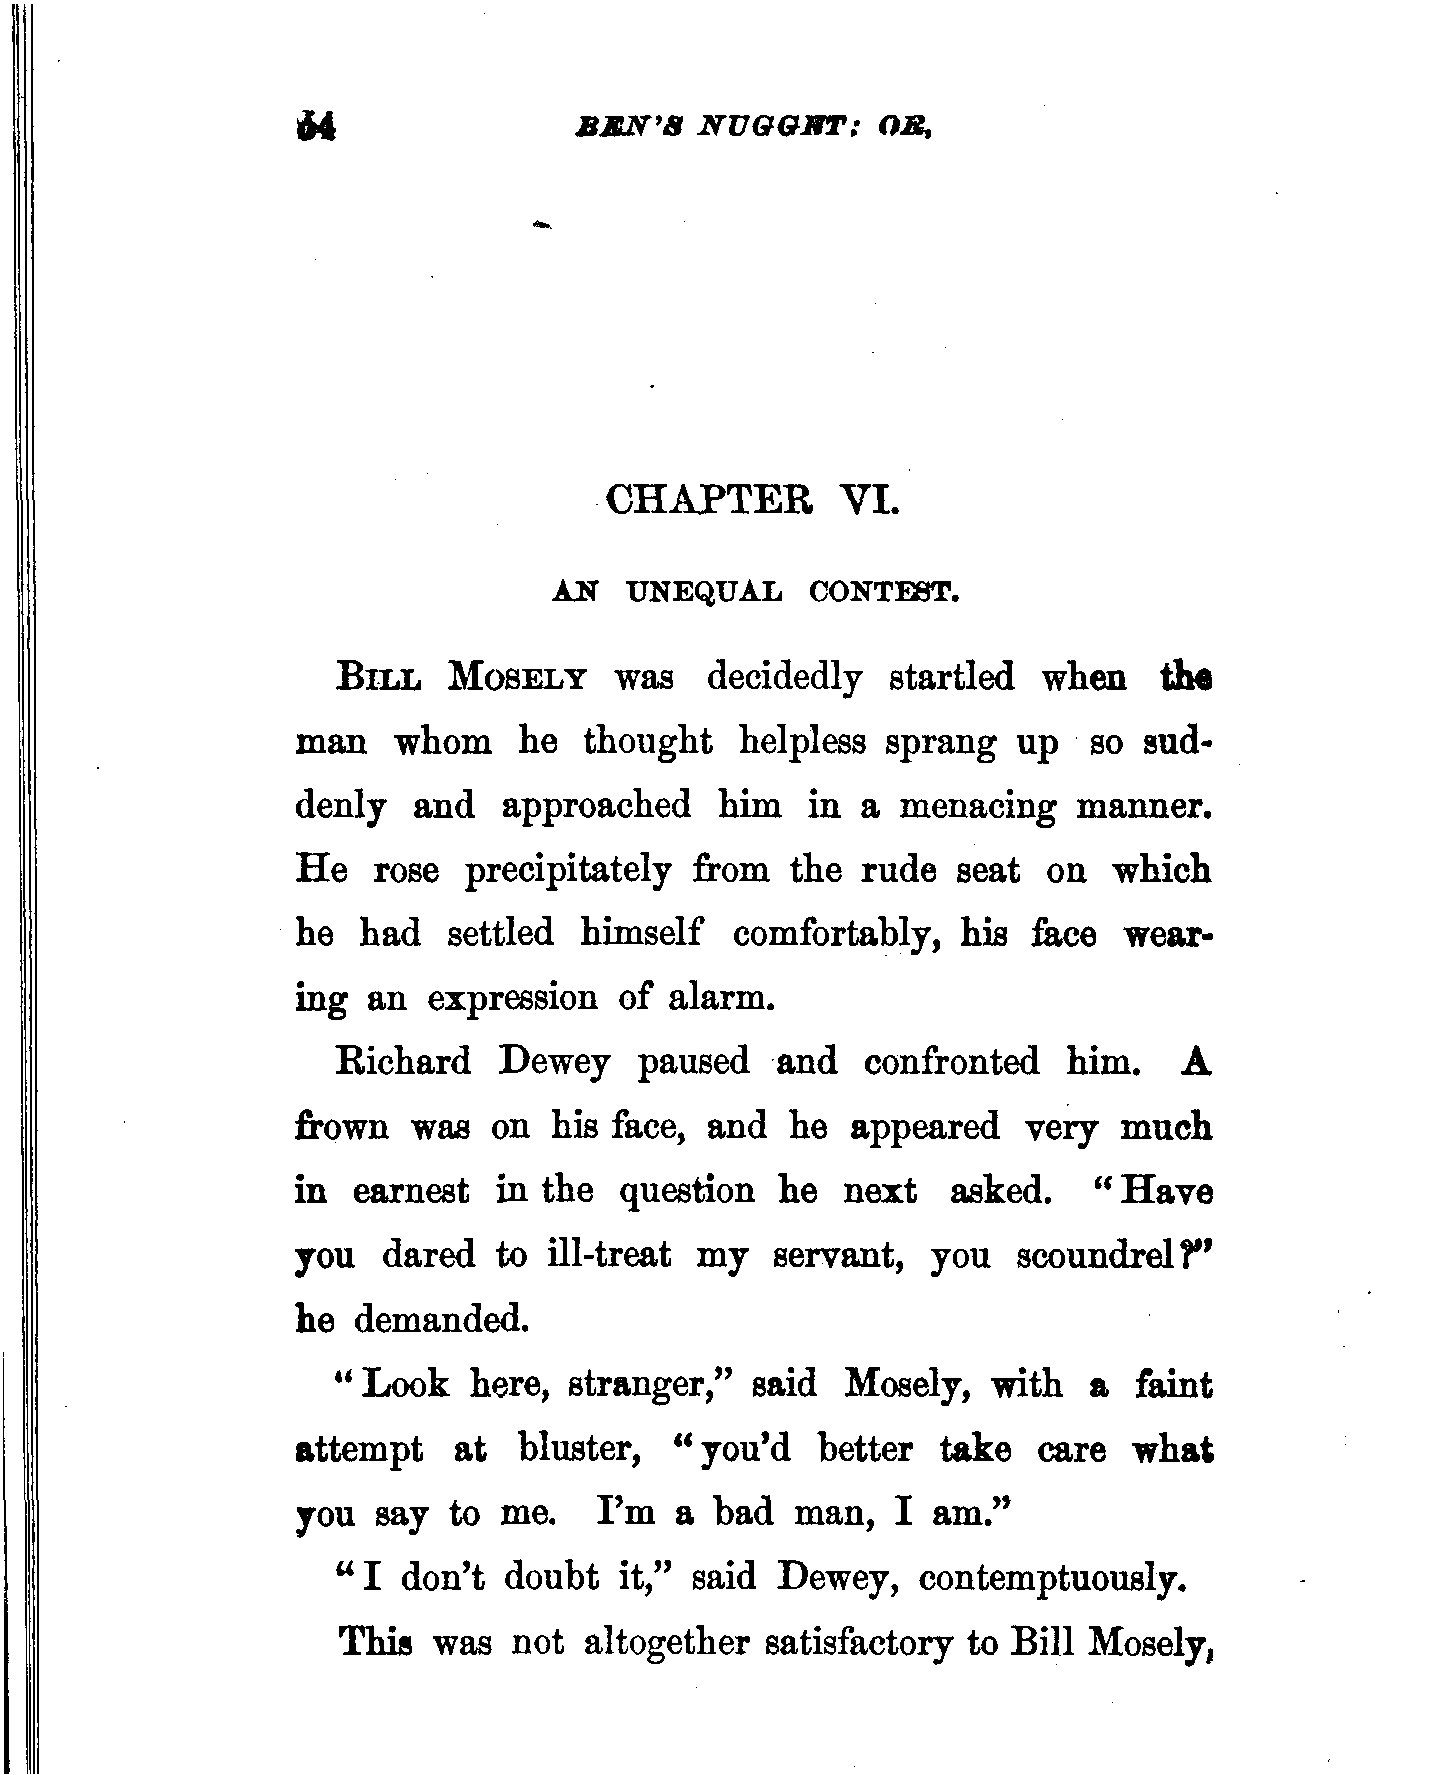 54 BEN'S NUGGET: OR,
CHAPTER VI.
AN UNEQUAL CONTEST.
BILL MOSELY was decidedly startled when the
man whom he thought helpless sprang up so sud-
denly and approached him in a menacing manner.
He rose precipitately from the rude seat on which
he had settled himself comfortably, his face wear-
ing an expression of alarm.
Richard Dewey paused and confronted him. A
frown was on his face, and he appeared very much
in earnest in the question he next asked. “Have
you dared to ill-treat my servant, you scoundrel?”
he demanded.
“Look here, stranger,” said Mosely, with a faint
attempt at bluster, “you’d better take care what
you say to me. I’m a bad man, I am.”
“I don’t doubt it,” said Dewey, contemptuously.
This was not altogether satisfactory to Bill Mosely,